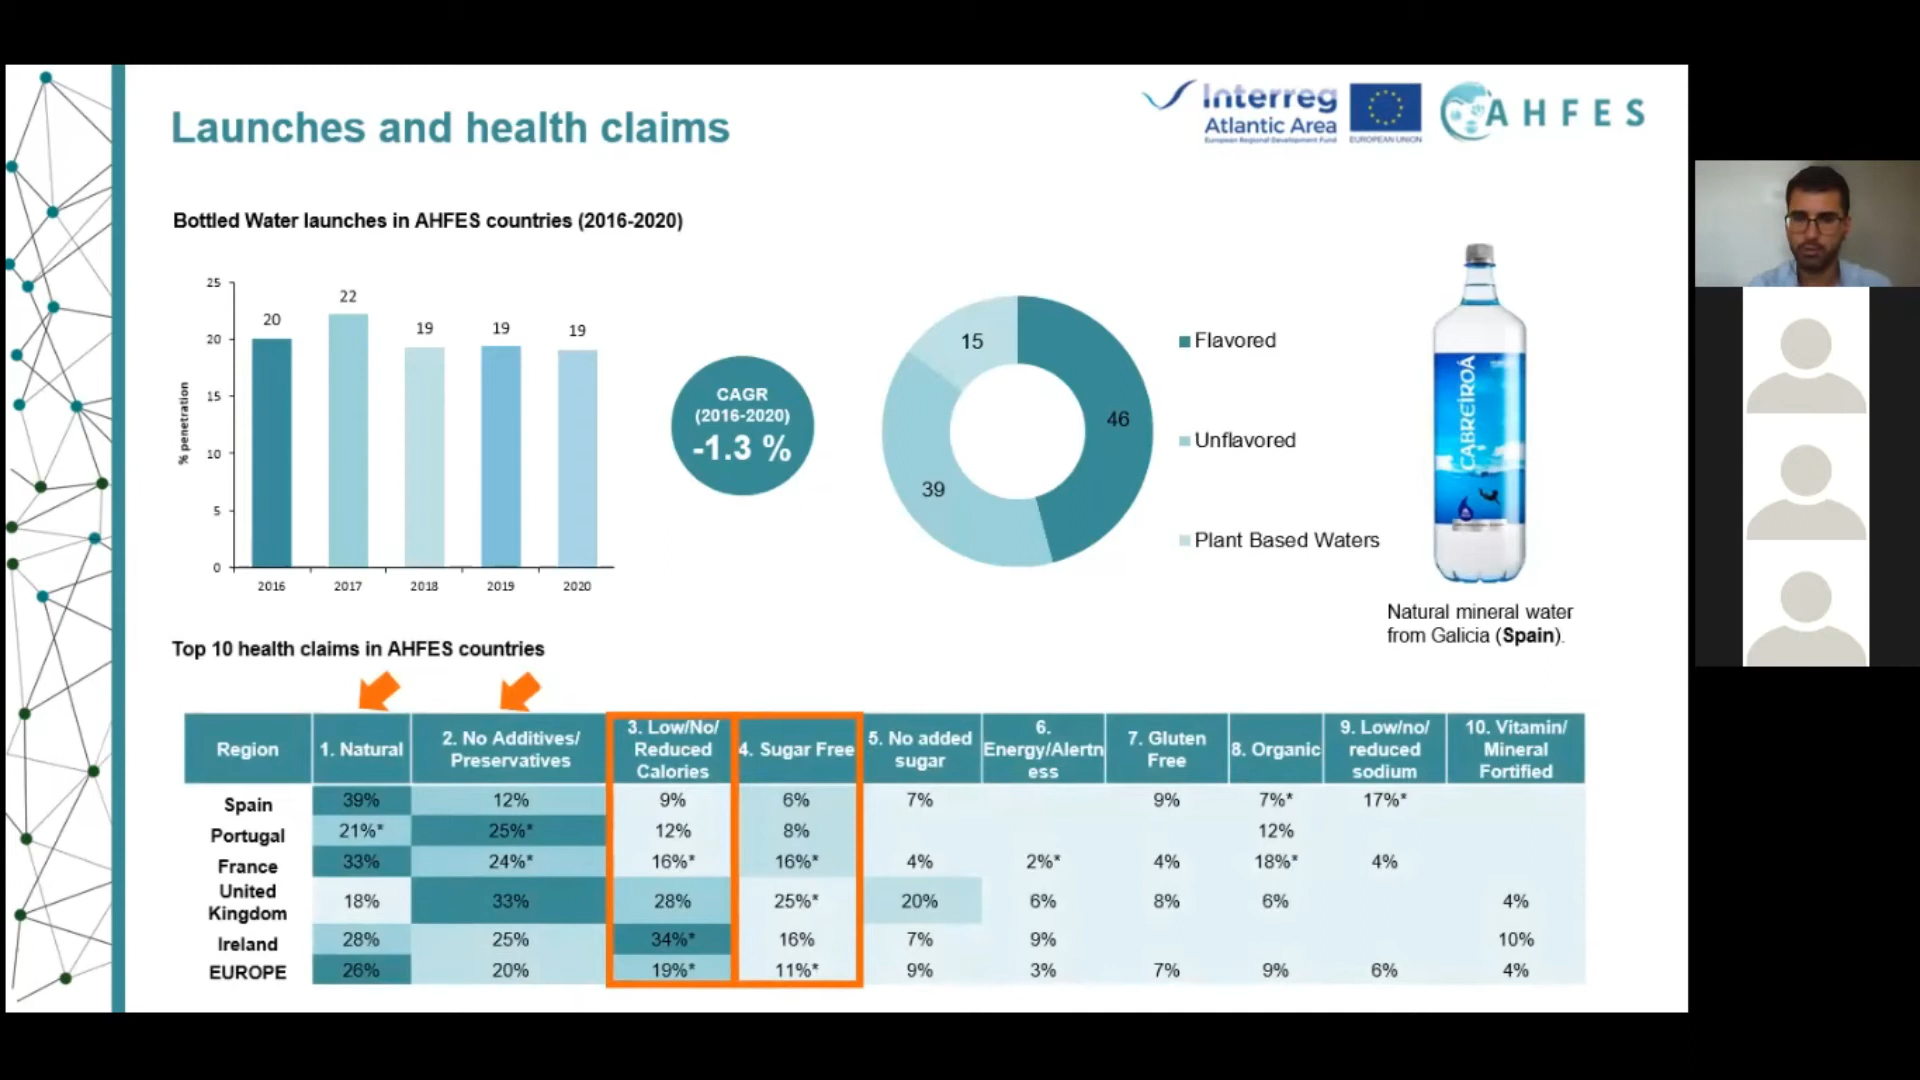 Launches and health claims
Interreg
Atlantic Area
European Regional Development Fund
EUROPEAN UNION
AHFES
Bottled Water launches in AHFES countries (2016-2020)
% penetration
25
20
15
10
5
0
20
22
19
19
19
2016
2017
2018
2019
2020
CAGR
(2016-2020)
-1.3 %
15
46
39
Flavored
Unflavored
Plant Based Waters
CABREIROÁ
Natural mineral water
from Galicia (Spain).
Top 10 health claims in AHFES countries
Region
1. Natural
2. No Additives/
Preservatives
3. Low/No/
Reduced
Calories
4. Sugar Free
5. No added
sugar
6.
Energy/Alertn
ess
7. Gluten
Free
8. Organic
9. Low/no/
reduced
sodium
10. Vitamin/
Mineral
Fortified
Spain 39% 12% 9% 6% 7% 9% 7%* 17%*
Portugal 21%* 25%* 12% 8% 12%
France 33% 24%* 16%* 16%* 4% 2%* 4% 18%* 4%
United
Kingdom 18% 33% 28% 25%* 20% 6% 8% 6% 4%
Ireland 28% 25% 34%* 16% 7% 9% 10%
EUROPE 26% 20% 19%* 11%* 9% 3% 7% 9% 6% 4%